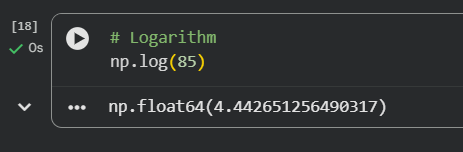 [18]
0s
# Logarithm
np.log(85)
np.float64(4.442651256490317)